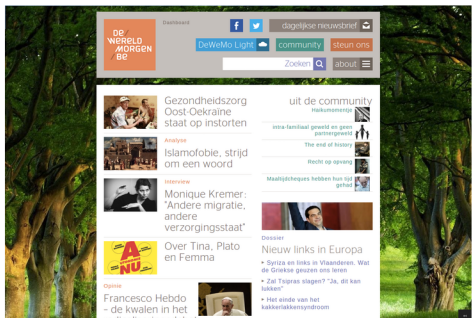 DE/
WERELD
MORGEN
/BE
Dashboard
dagelijkse nieuwsbrief
DeWeMo Light
community
steun ons
Zoeken
about
Gezondheidszorg
Oost-Oekraïne
staat op instorten
Analyse
Islamofobie, strijd
om een woord
Interview
Monique Kremer:
"Andere migratie,
andere
verzorgingsstaat"
A
NU
Over Tina, Plato
en Femma
Opinie
Francesco Hebdo
- de kwalen in het
uit de community
Halkumomentje
intra-familiaal geweld en geen
partnergeweld
The end of history
Recht op opvang
Maaltijdcheques hebben hun tijd
gehad
Dossier
Nieuw links in Europa
Syriza en links in Vlaanderen. Wat
de Griekse geuzen ons leren
Zal Tsipras slagen? "Ja, dit kan
lukken"
Het einde van het
kakkerlakkensyndroom